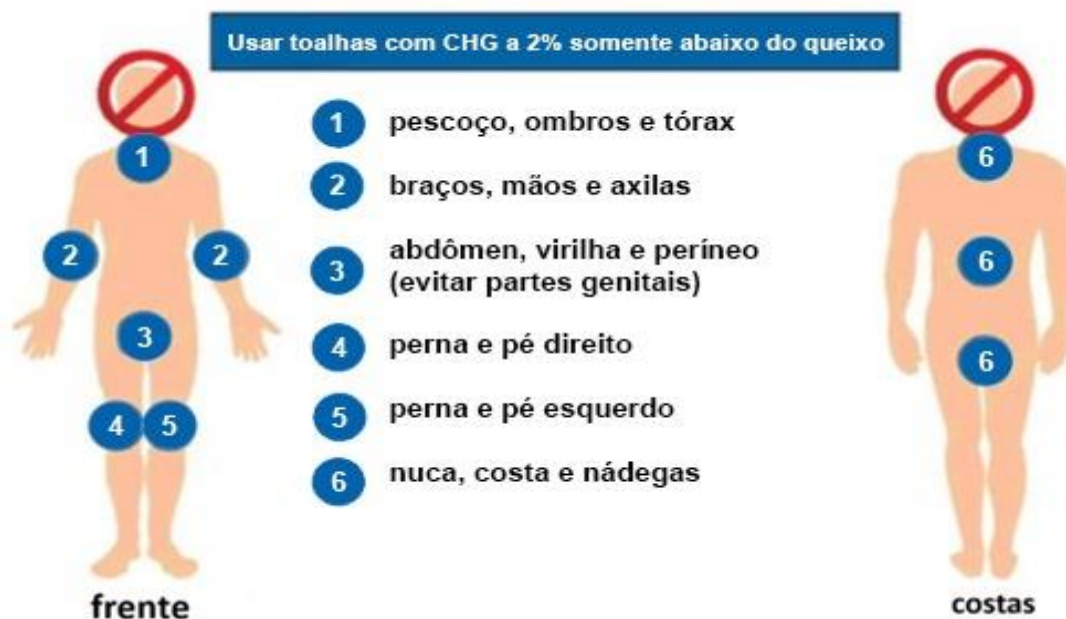 Usar toalhas com CHG a 2% somente abaixo do queixo
1 pescoço, ombros e tórax
2 braços, mãos e axilas
3 abdômen, virilha e períneo
(evitar partes genitais)
4 perna e pé direito
5 perna e pé esquerdo
6 nuca, costa e nádegas
1
2
2
3
4 5
frente
6
6
6
costas